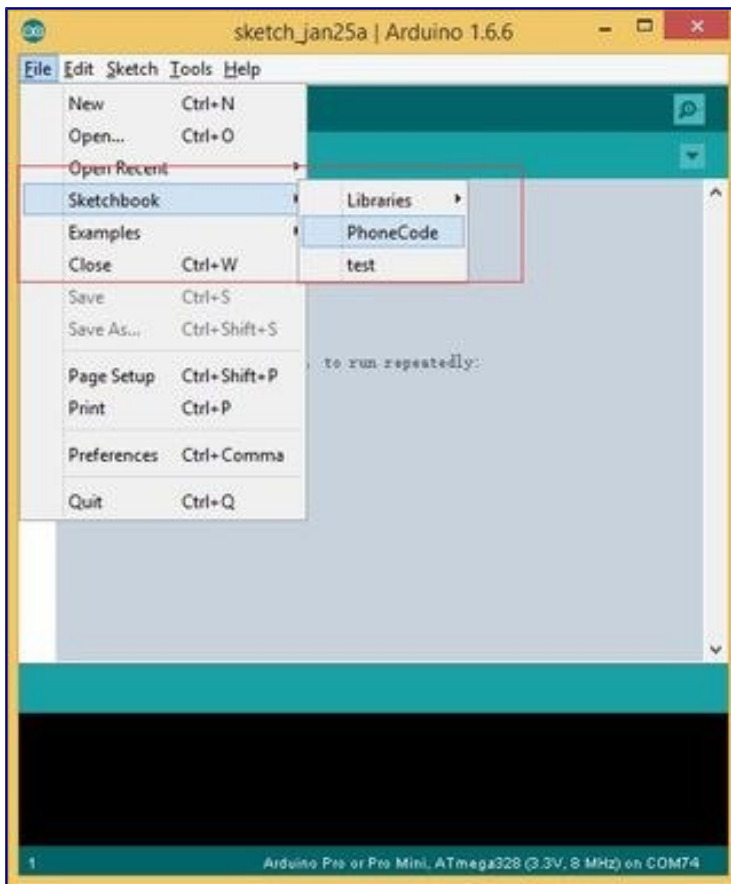 sketch_jan25a | Arduino 1.6.6
File Edit Sketch Tools Help
New Ctrl+N
Open... Ctrl+O
Open Recent
Sketchbook
Libraries
Examples
PhoneCode
Close Ctrl+W
test
Save Ctrl+S
Save As... Ctrl+Shift+S
Page Setup Ctrl+Shift+P
to run repeatedly:
Print Ctrl+P
Preferences Ctrl+Comma
Quit Ctrl+Q
1
Arduino Pro or Pro Mini, ATmega328 (3.3V, 8 MHz) on COM74